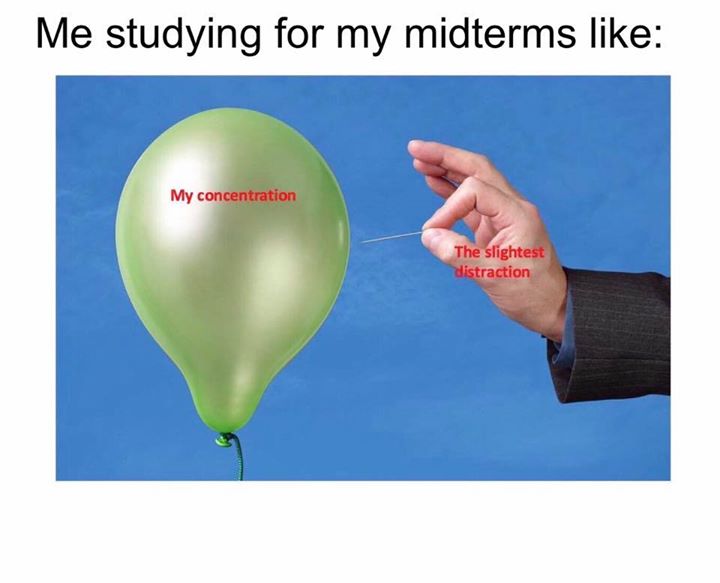 Me studying for my midterms like:
My concentration
The slightest
distraction